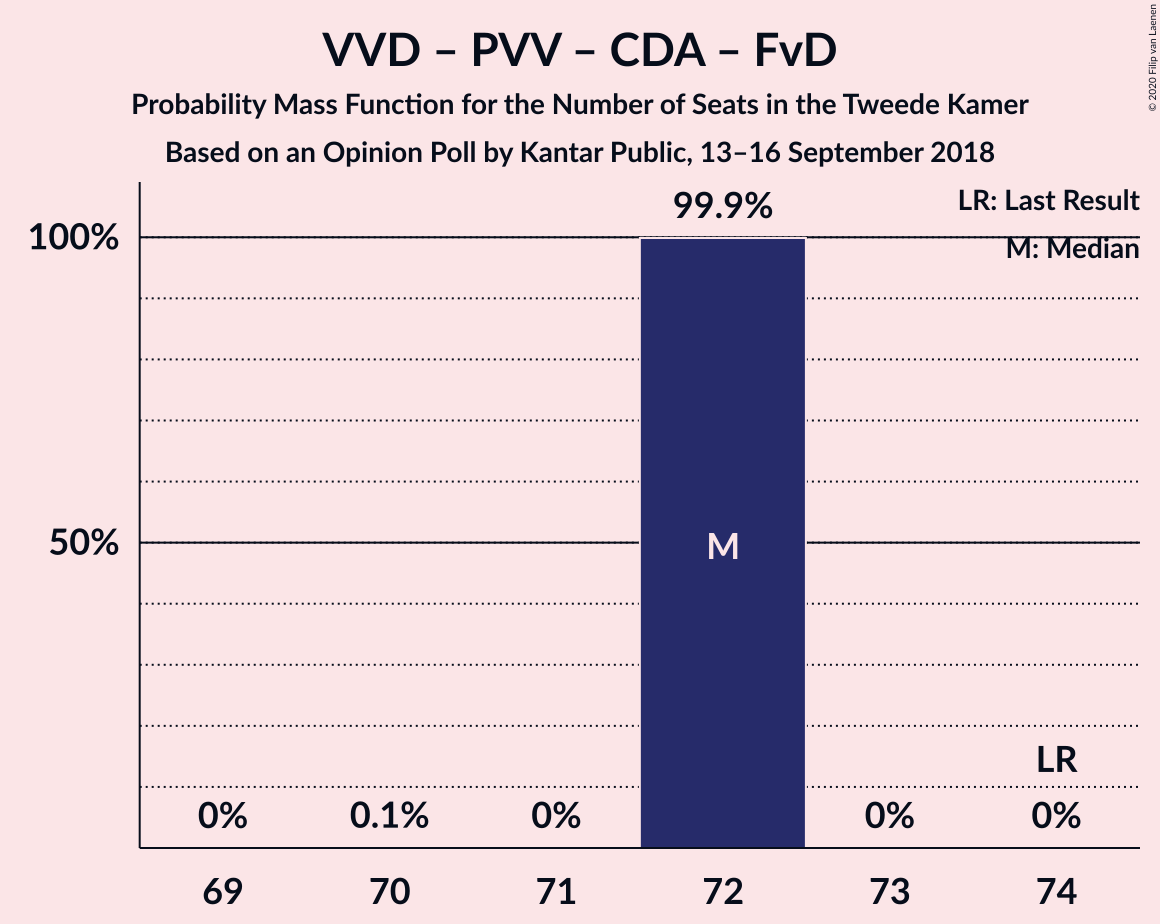 VVD – PVV – CDA – FvD
Probability Mass Function for the Number of Seats in the Tweede Kamer
Based on an Opinion Poll by Kantar Public, 13–16 September 2018
© 2020 Filip van Laenen
LR: Last Result
M: Median
99.9%
100%
50%
M
LR
0% 0.1% 0% 0% 0%
69 70 71 72 73 74